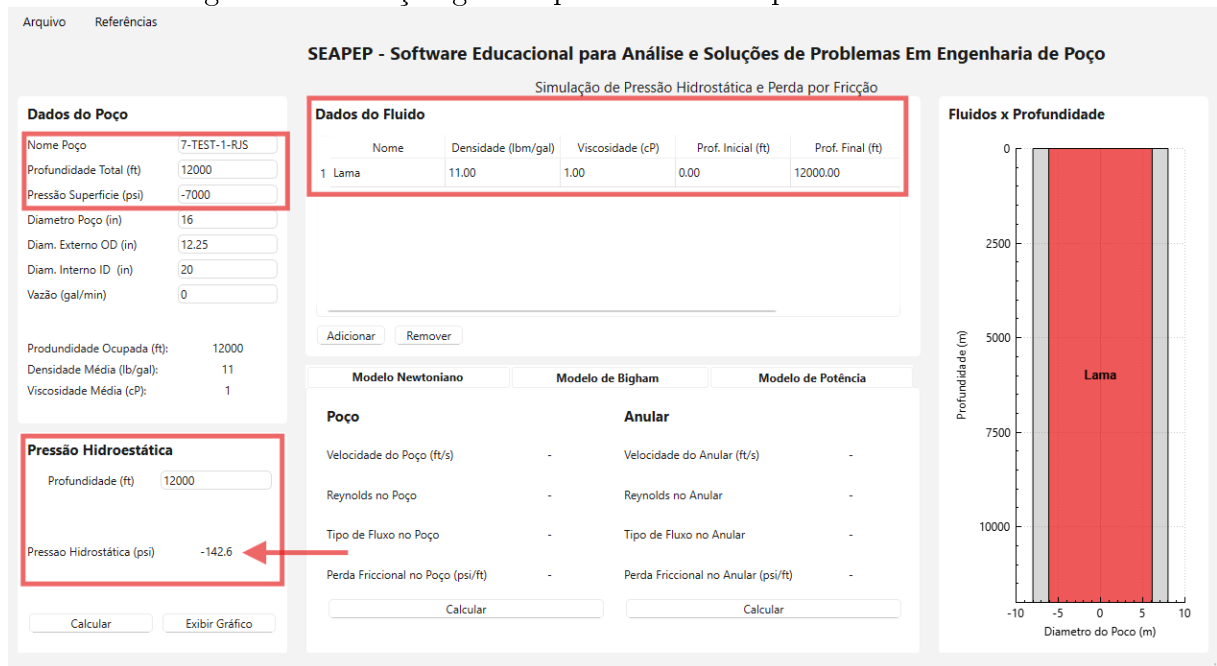 Arquivo Referências
SEAPEP - Software Educacional para Análise e Soluções de Problemas Em Engenharia de Poço
Simulação de Pressão Hidrostática e Perda por Fricção
Dados do Poço
Nome Poço 7-TEST-1-RJS
Profundidade Total (ft) 12000
Pressão Superfície (psi) -7000
Diametro Poço (in) 16
Diam. Externo OD (in) 12.25
Diam. Interno ID (in) 20
Vazão (gal/min) 0
Produndidade Ocupada (ft): 12000
Densidade Média (lb/gal): 11
Viscosidade Média (cP): 1
Pressão Hidroestática
Profundidade (ft) 12000
Pressao Hidrostática (psi) -142.6
Calcular Exibir Gráfico
Dados do Fluido
Nome Densidade (lbm/gal) Viscosidade (cP) Prof. Inicial (ft) Prof. Final (ft)
1 Lama 11.00 1.00 0.00 12000.00
Adicionar Remover
Modelo Newtoniano Modelo de Bigham Modelo de Potência
Poço Anular
Velocidade do Poço (ft/s) - Velocidade do Anular (ft/s) -
Reynolds no Poço - Reynolds no Anular -
Tipo de Fluxo no Poço - Tipo de Fluxo no Anular -
Perda Friccional no Poço (psi/ft) - Perda Friccional no Anular (psi/ft) -
Calcular Calcular
Fluidos x Profundidade
0
2500
5000
7500
10000
Profundidade (m)
Lama
-10 -5 0 5 10
Diametro do Poco (m)